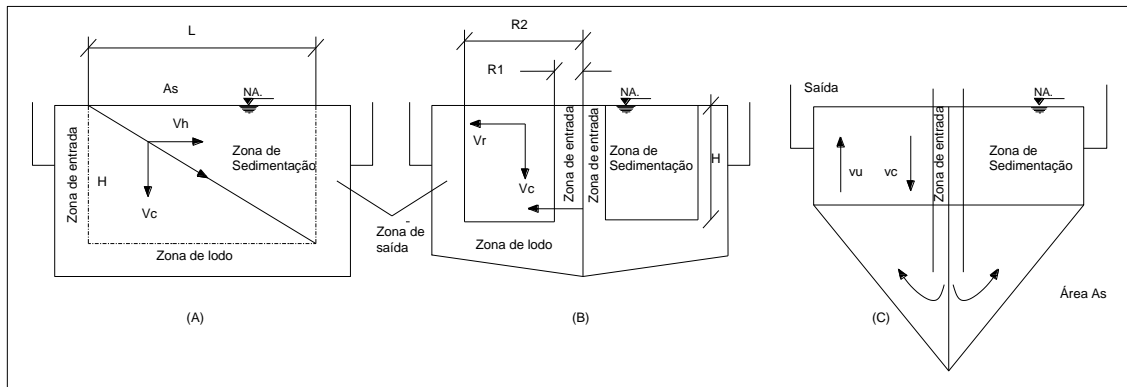 L
As
NA.
Vh
Zona de entrada
H
Zona de
Sedimentação
Vc
Zona de lodo
(A)
Zona de
saída
R2
R1
NA.
Vr
Zona de entrada
Zona de entrada
Zona de
Sedimentação
H
Vc
Zona de lodo
(B)
Saída
NA.
vu
vc
Zona de entrada
Zona de
Sedimentação
Área As
(C)